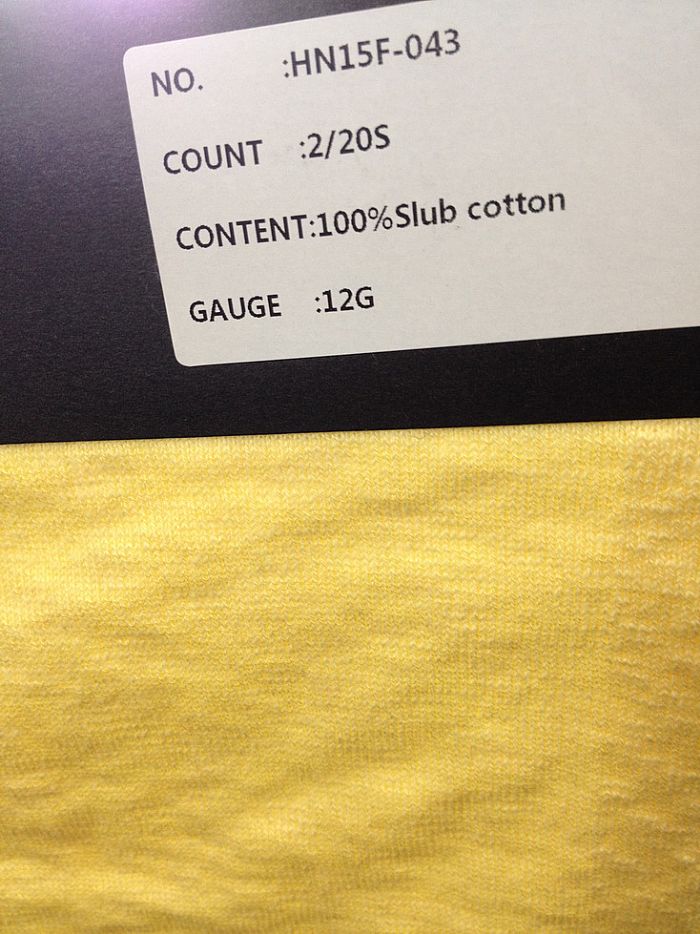 NO. :HN15F-043
COUNT :2/20S
CONTENT:100%Slub cotton
GAUGE :12G